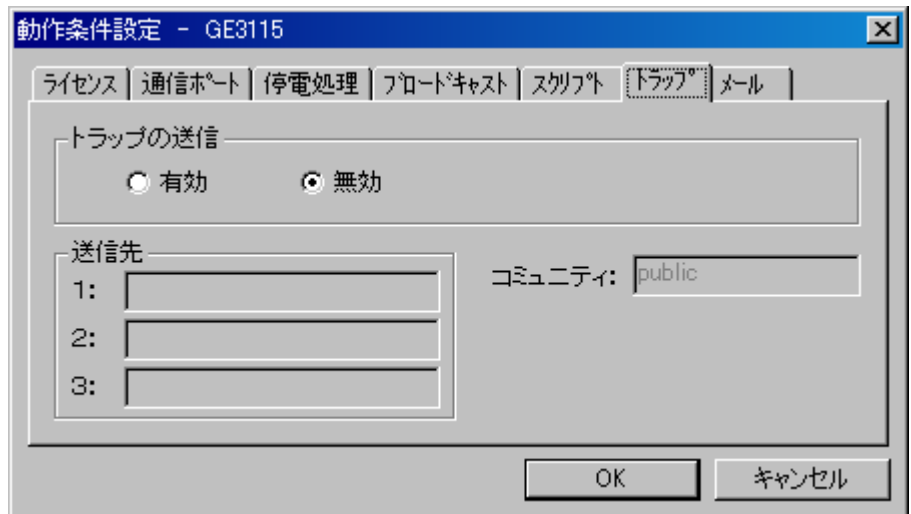 動作条件設定 - GE3115
ﾗｲｾﾝｽ 通信ﾎﾟｰﾄ 停電処理 ﾌﾞﾛｰﾄﾞｷｬｽﾄ ｽｸﾘﾌﾟﾄ ﾄﾗｯﾌﾟ ﾒｰﾙ
トラップの送信
有効 無効
送信先
コミュニティ: public
1:
2:
3:
OK キャンセル